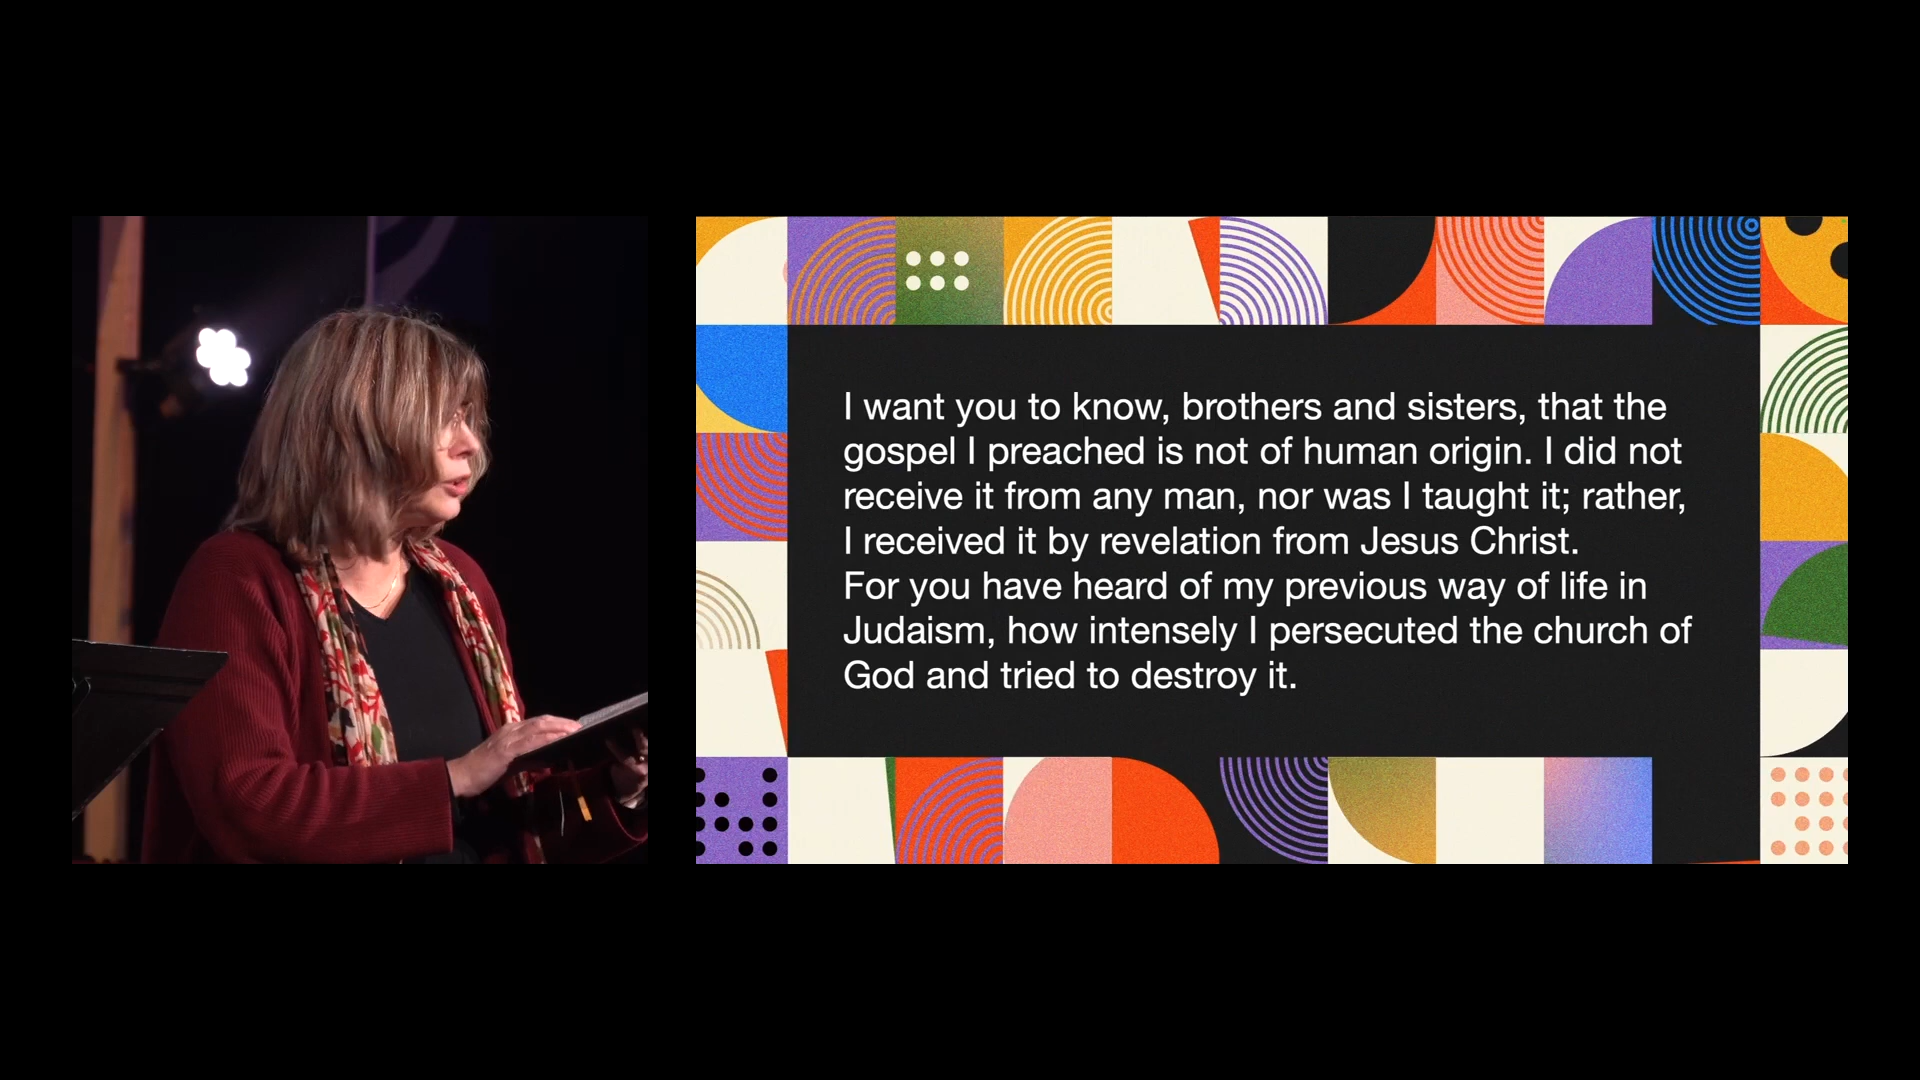 I want you to know, brothers and sisters, that the
gospel I preached is not of human origin. I did not
receive it from any man, nor was I taught it; rather,
I received it by revelation from Jesus Christ.
For you have heard of my previous way of life in
Judaism, how intensely I persecuted the church of
God and tried to destroy it.